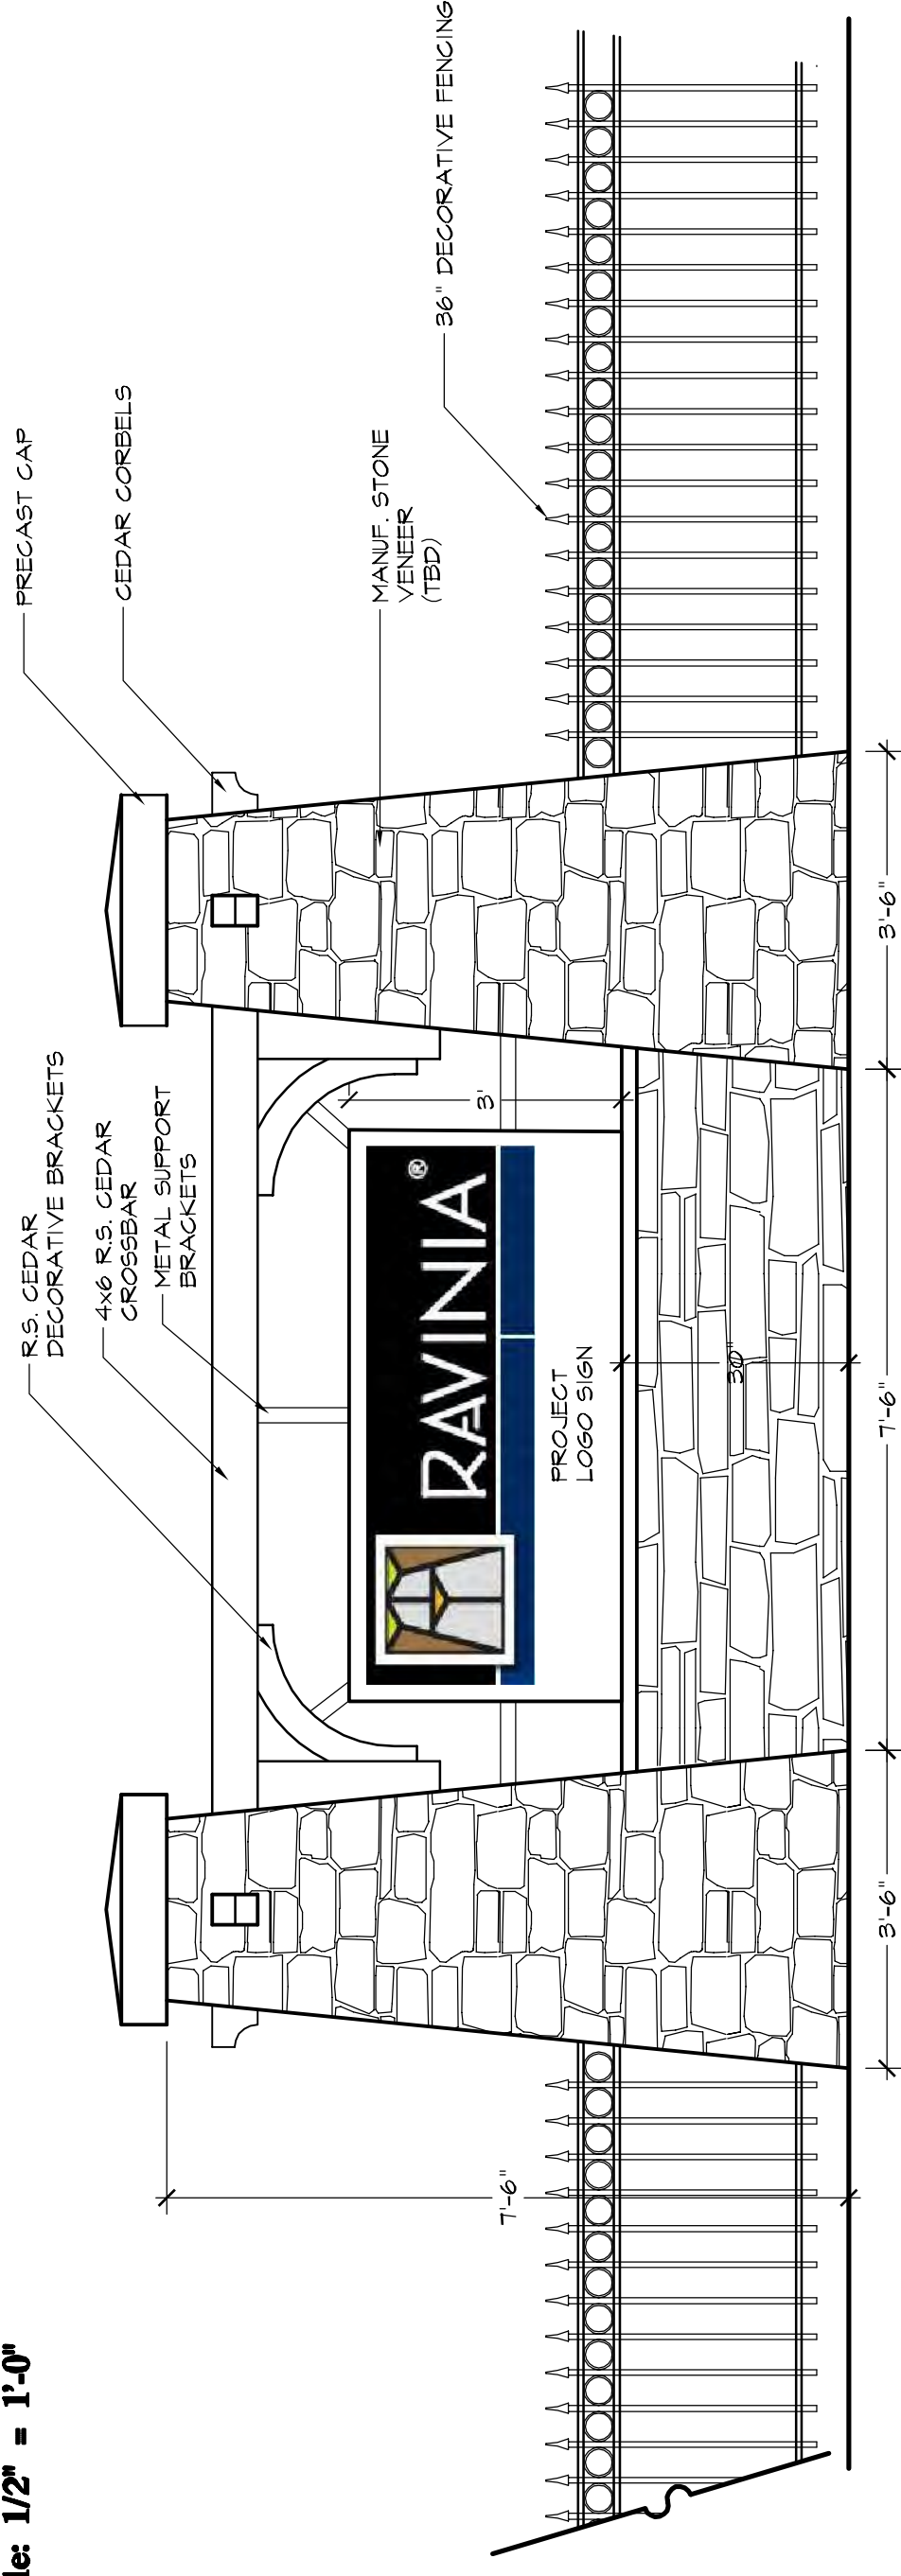 le: 1/2" = 1'-0"
R.S. CEDAR
DECORATIVE BRACKETS
4x6 R.S. CEDAR
CROSSBAR
METAL SUPPORT
BRACKETS
PRECAST CAP
CEDAR CORBELS
MANUF. STONE
VENEER
(TBD)
36" DECORATIVE FENCING
RAVINIA®
PROJECT
LOGO SIGN
3'
30"
7'-6"
3'-6"
7'-6"
3'-6"